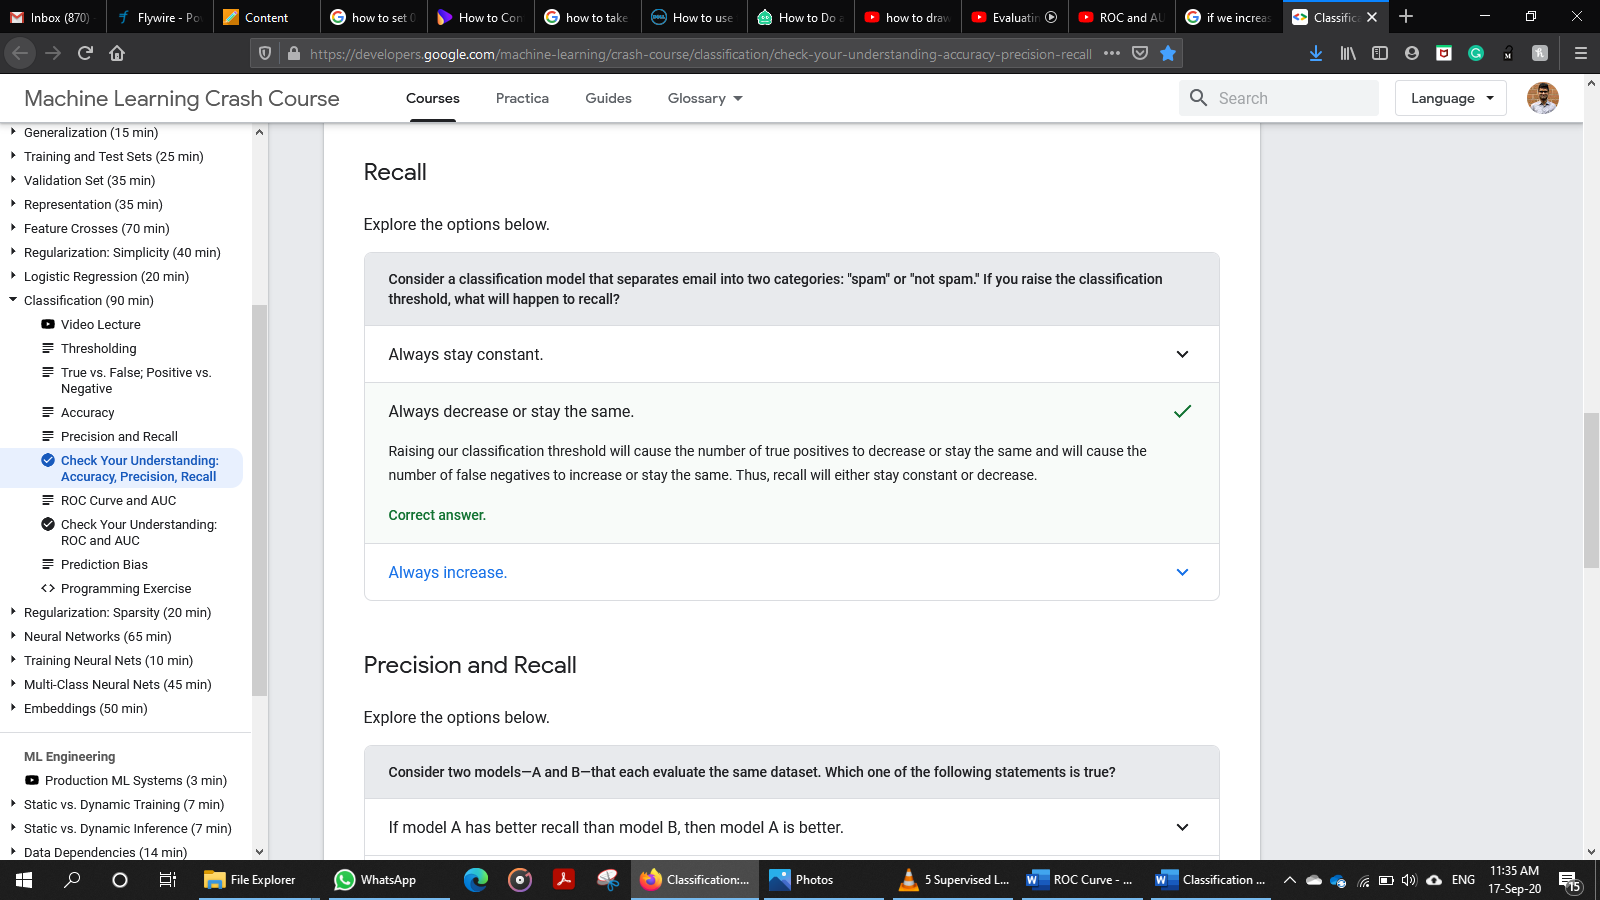 Inbox (870)
Flywire - Po
Content
how to set 0
How to Con
how to take
How to use
How to Do a
how to draw
Evaluatin
ROC and AU
if we increas
Classifica
https://developers.google.com/machine-learning/crash-course/classification/check-your-understanding-accuracy-precision-recall
Machine Learning Crash Course
Courses
Practica
Guides
Glossary
Search
Language
Generalization (15 min)
Training and Test Sets (25 min)
Validation Set (35 min)
Representation (35 min)
Feature Crosses (70 min)
Regularization: Simplicity (40 min)
Logistic Regression (20 min)
Classification (90 min)
Video Lecture
Thresholding
True vs. False; Positive vs.
Negative
Accuracy
Precision and Recall
Check Your Understanding:
Accuracy, Precision, Recall
ROC Curve and AUC
Check Your Understanding:
ROC and AUC
Prediction Bias
Programming Exercise
Regularization: Sparsity (20 min)
Neural Networks (65 min)
Training Neural Nets (10 min)
Multi-Class Neural Nets (45 min)
Embeddings (50 min)
ML Engineering
Production ML Systems (3 min)
Static vs. Dynamic Training (7 min)
Static vs. Dynamic Inference (7 min)
Data Dependencies (14 min)
Recall
Explore the options below.
Consider a classification model that separates email into two categories: "spam" or "not spam." If you raise the classification
threshold, what will happen to recall?
Always stay constant.
Always decrease or stay the same.
Raising our classification threshold will cause the number of true positives to decrease or stay the same and will cause the
number of false negatives to increase or stay the same. Thus, recall will either stay constant or decrease.
Correct answer.
Always increase.
Precision and Recall
Explore the options below.
Consider two models—A and B—that each evaluate the same dataset. Which one of the following statements is true?
If model A has better recall than model B, then model A is better.
File Explorer
WhatsApp
Classification:...
Photos
5 Supervised L...
ROC Curve - ...
Classification ...
ENG
11:35 AM
17-Sep-20
15